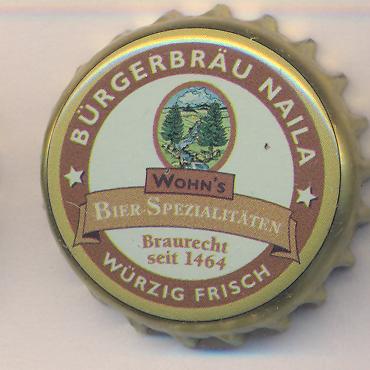 BÜRGERBRÄU NAILA
WOHN'S
BIER-SPEZIALITÄTEN
Braurecht
seit 1464
WÜRZIG FRISCH